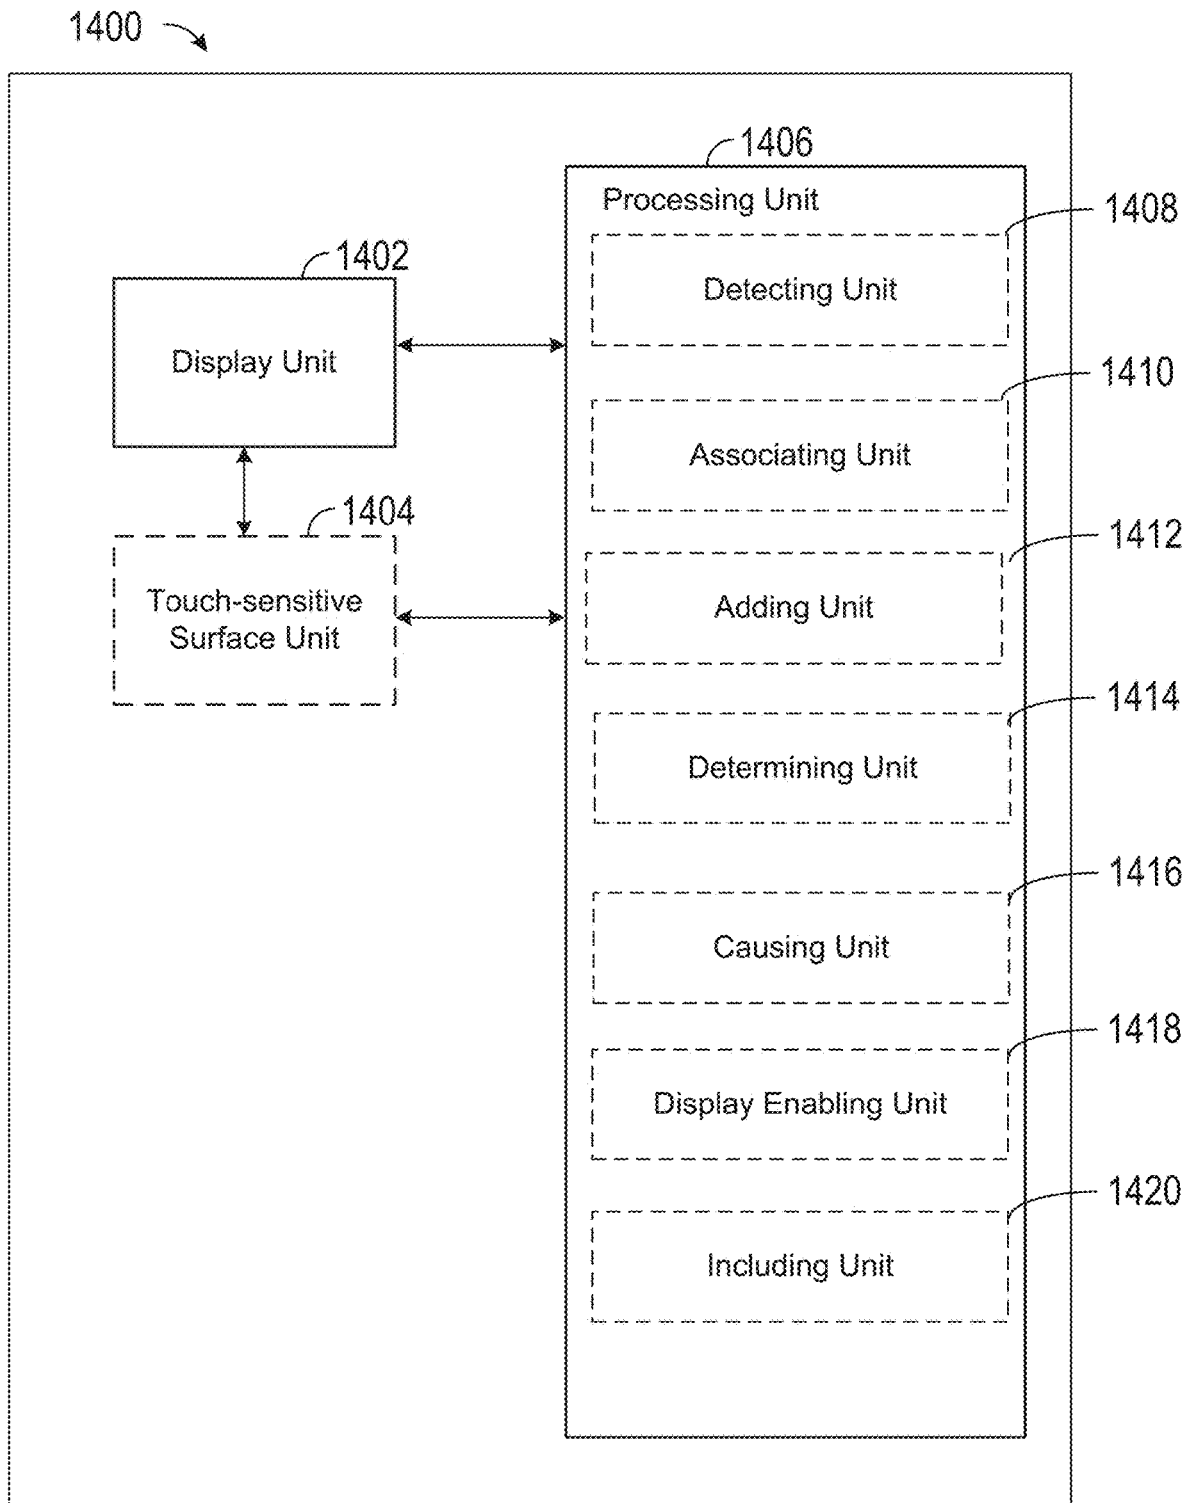 1400
1406
Processing Unit
1408
Detecting Unit
1402
Display Unit
1410
Associating Unit
1404
Touch-sensitive
Surface Unit
1412
Adding Unit
1414
Determining Unit
1416
Causing Unit
1418
Display Enabling Unit
1420
Including Unit